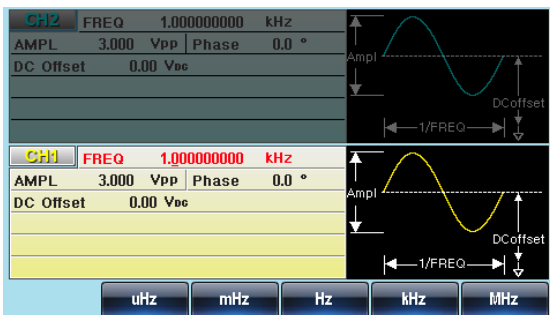 CH2 FREQ 1.000000000 kHz
AMPL 3.000 Vpp Phase 0.0 °
DC Offset 0.00 VDC
Ampl
DCoffset
1/FREQ
CH1 FREQ 1.000000000 kHz
AMPL 3.000 Vpp Phase 0.0 °
DC Offset 0.00 VDC
Ampl
DCoffset
1/FREQ
uHz mHz Hz kHz MHz